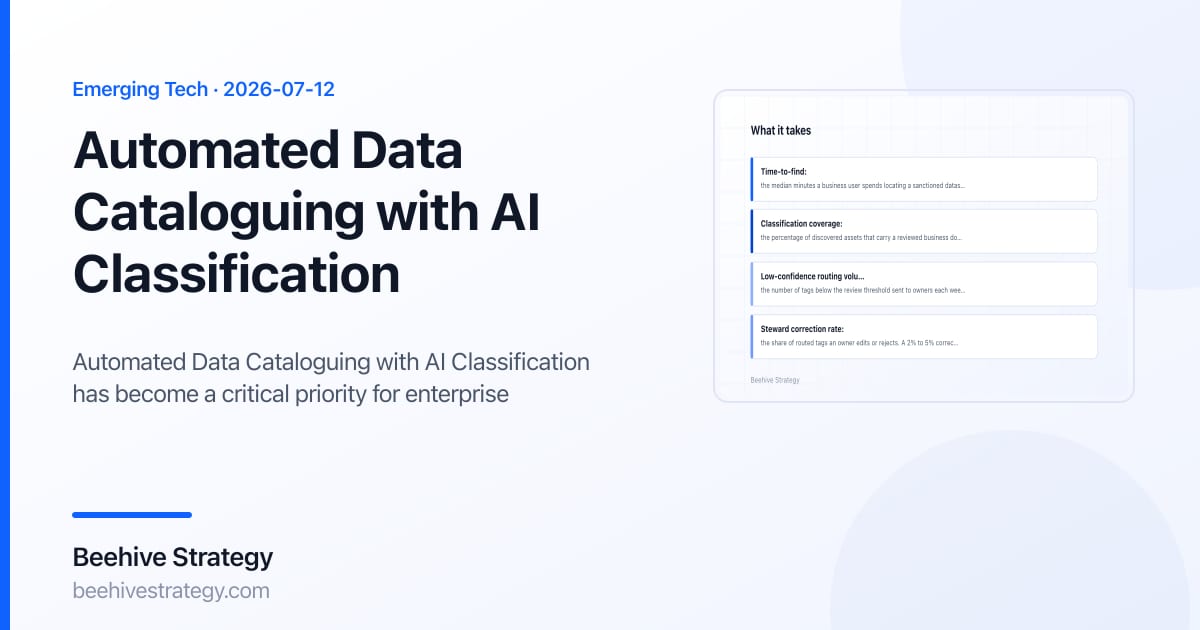 Emerging Tech · 2026-07-12
Automated Data
Cataloguing with AI
Classification
Automated Data Cataloguing with AI Classification
has become a critical priority for enterprise
Beehive Strategy
beehivestrategy.com
What it takes
Time-to-find:
the median minutes a business user spends locating a sanctioned datas...
Classification coverage:
the percentage of discovered assets that carry a reviewed business do...
Low-confidence routing volu...
the number of tags below the review threshold sent to owners each wee...
Steward correction rate:
the share of routed tags an owner edits or rejects. A 2% to 5% correc...
Beehive Strategy